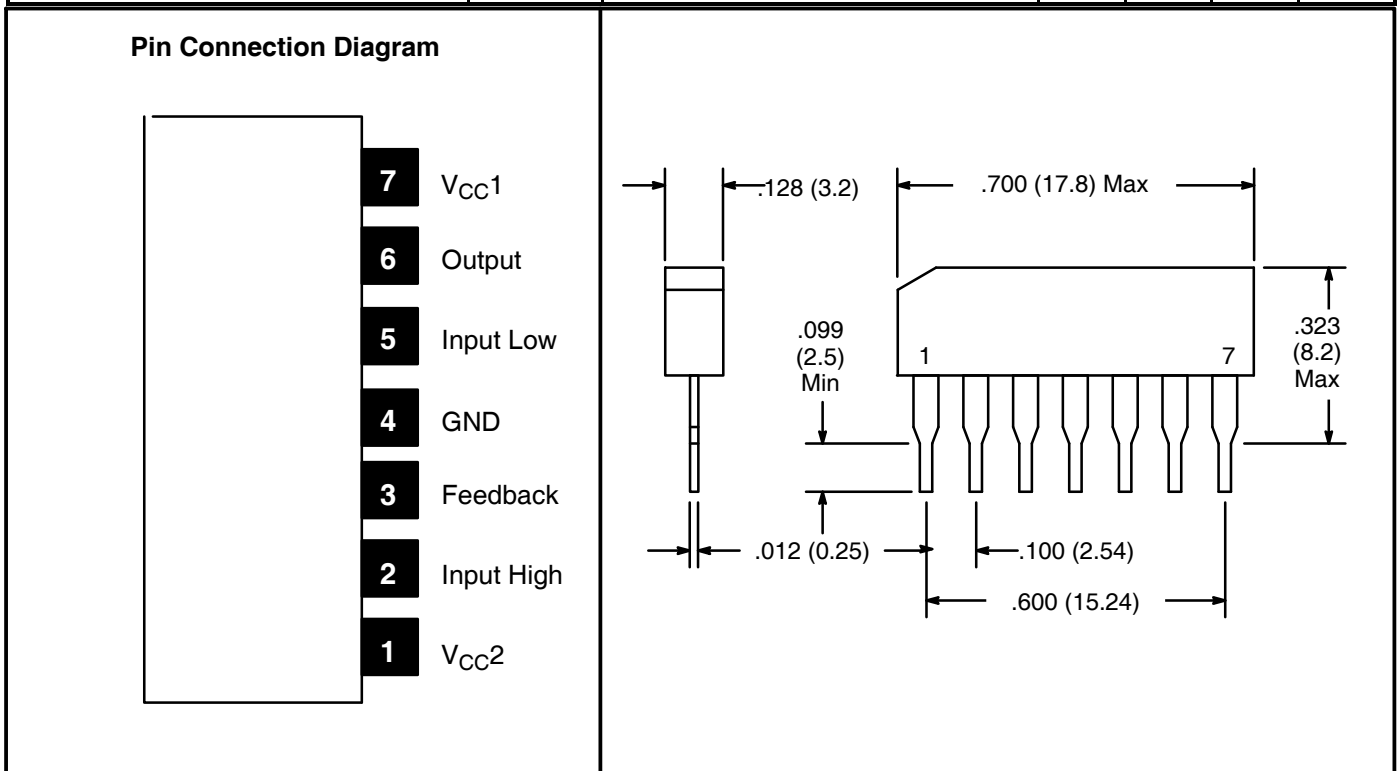 Pin Connection Diagram
7 VCC1
6 Output
5 Input Low
4 GND
3 Feedback
2 Input High
1 VCC2
.128 (3.2)
.700 (17.8) Max
.099
(2.5)
Min
1 7
.323
(8.2)
Max
.012 (0.25)
.100 (2.54)
.600 (15.24)